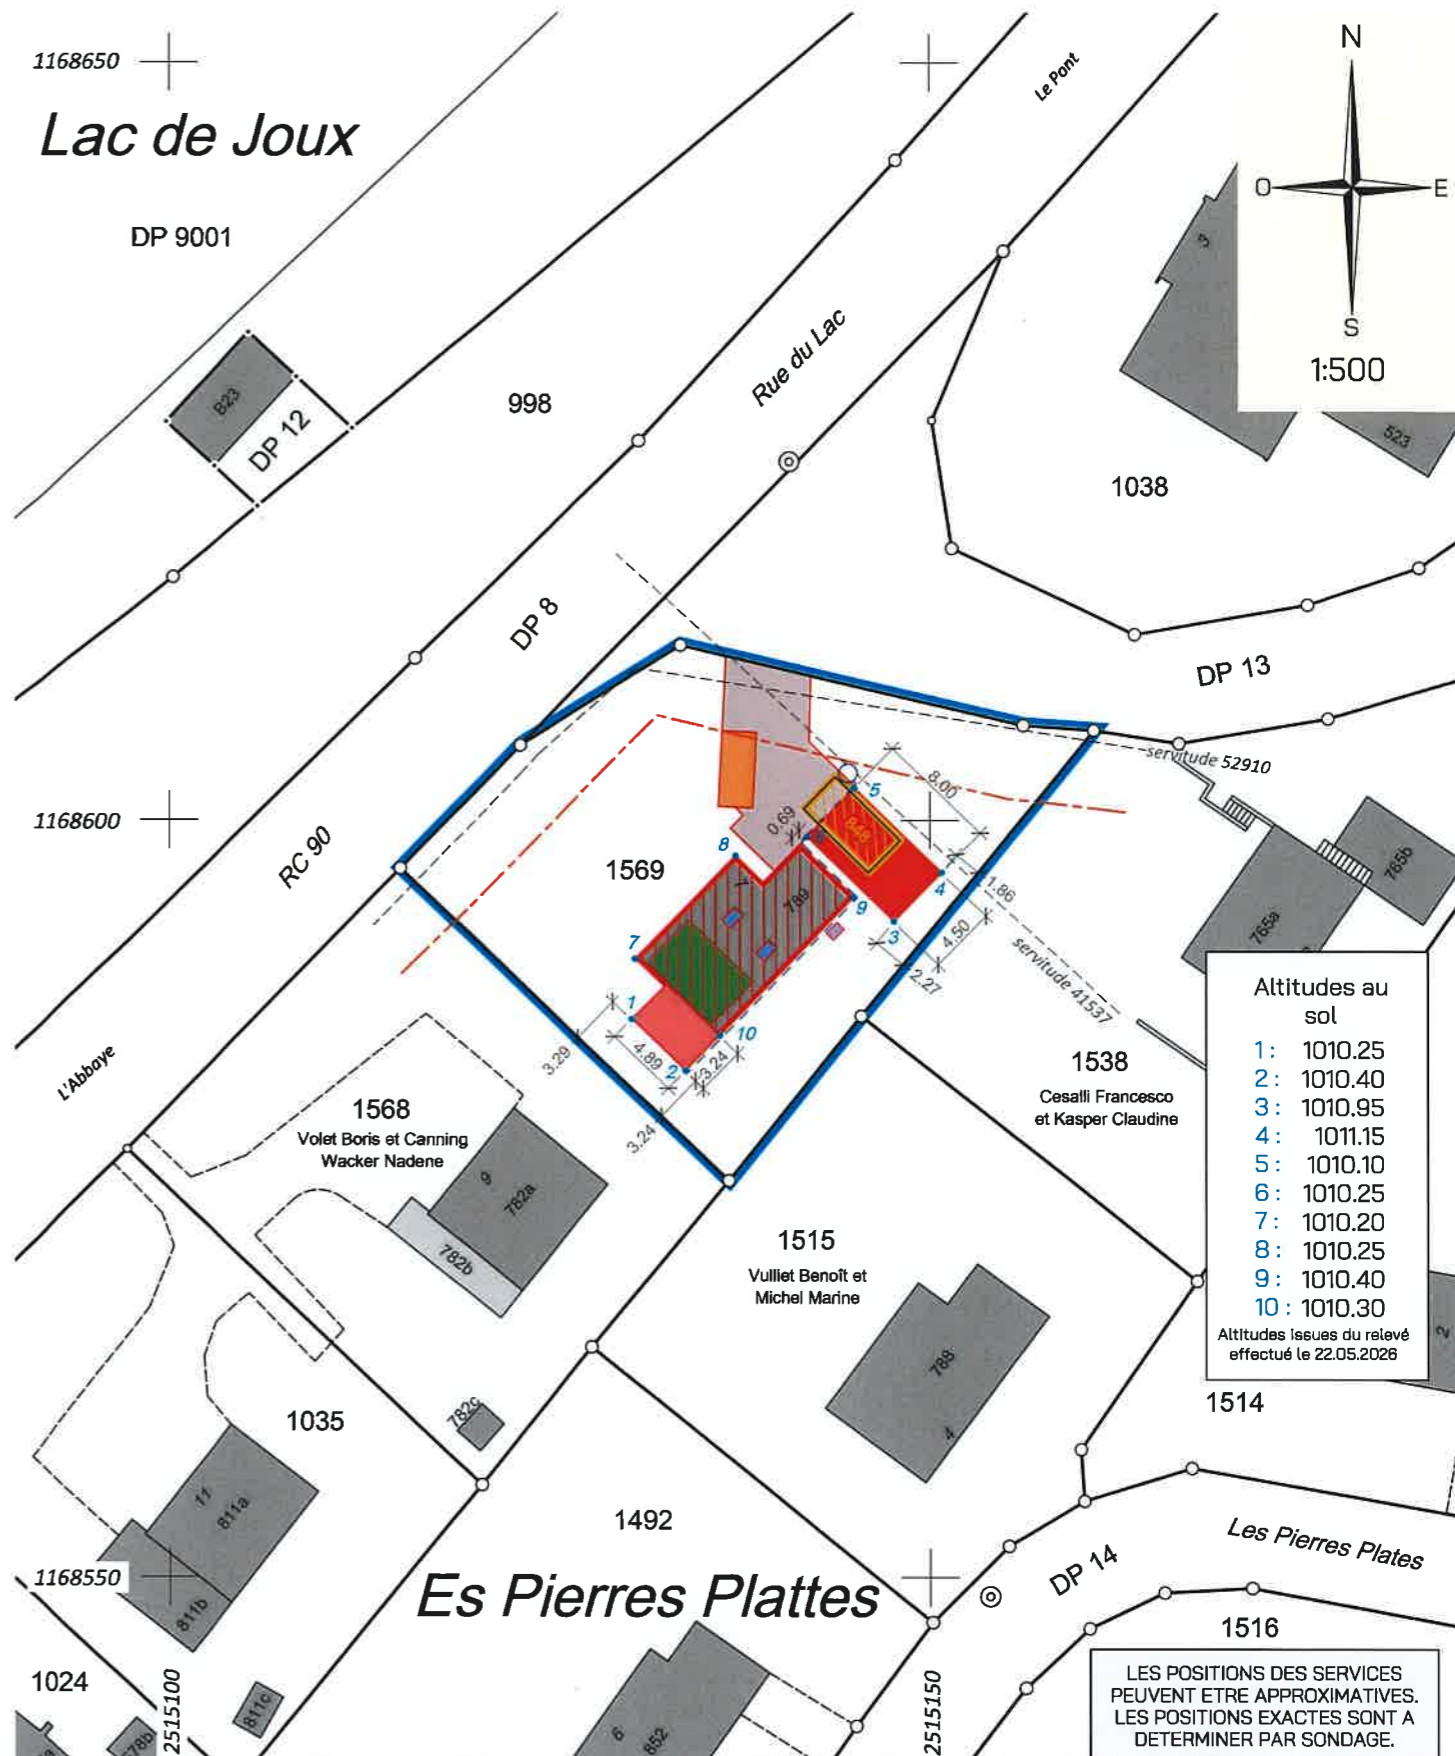 1168650
Lac de Joux
DP 9001
Le Pont
N
O
E
S
1:500
3
523
B23
DP 12
998
Rue du Lac
1038
DP 8
DP 13
servitude 52910
1168600
RC 90
1569
8
0.69
5
8.00
848
6
789
7
9
4
3
1.86
4.50
2.27
servitude 41537
765b
765a
7
1
10
4.89
3.24
2
3.29
3.24
L'Abbaye
1568
Volet Boris et Canning
Wacker Nadene
9
782a
782b
1538
Cesalli Francesco
et Kasper Claudine
Altitudes au
sol
1 : 1010.25
2 : 1010.40
3 : 1010.95
4 : 1011.15
5 : 1010.10
6 : 1010.25
7 : 1010.20
8 : 1010.25
9 : 1010.40
10 : 1010.30
Altitudes issues du relevé
effectué le 22.05.2026
1515
Vulliet Benoît et
Michel Marine
788
4
2
1514
782c
1035
11
811a
811b
811c
1492
Es Pierres Plattes
1168550
DP 14
Les Pierres Plates
1516
1024
2515100
6
852
2515150
LES POSITIONS DES SERVICES
PEUVENT ETRE APPROXIMATIVES.
LES POSITIONS EXACTES SONT A
DETERMINER PAR SONDAGE.